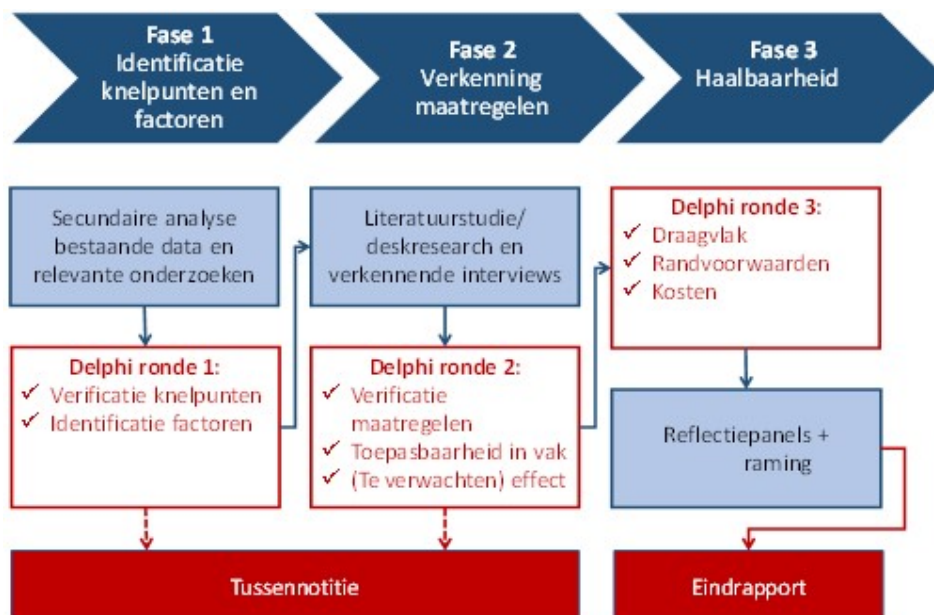 Fase 1
Identificatie
knelpunten en
factoren
Fase 2
Verkenning
maatregelen
Fase 3
Haalbaarheid
Secundaire analyse
bestaande data en
relevante onderzoeken
Delphi ronde 1:
✓ Verificatie knelpunten
✓ Identificatie factoren
Literatuurstudie/
deskresearch en
verkennende interviews
Delphi ronde 2:
✓ Verificatie
maatregelen
✓ Toepasbaarheid in vak
✓ (Te verwachten) effect
Delphi ronde 3:
✓ Draagvlak
✓ Randvoorwaarden
✓ Kosten
Reflectiepanels +
raming
Tussennotitie
Eindrapport